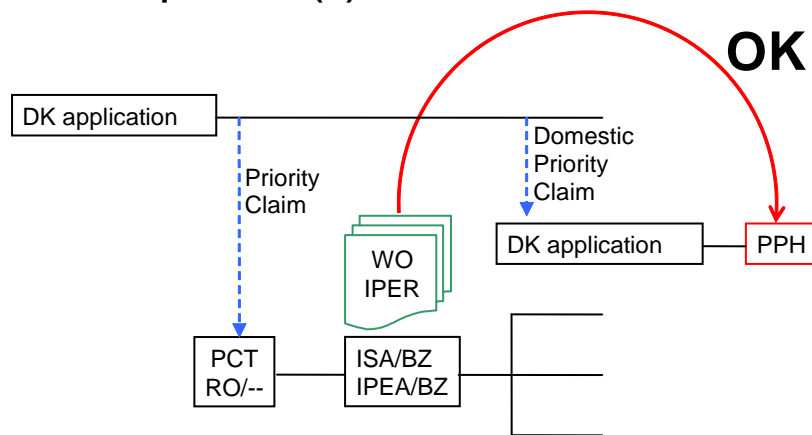 OK
DK application
Priority
Claim
Domestic
Priority
Claim
WO
IPER
DK application
PPH
PCT
RO/--
ISA/BZ
IPEA/BZ